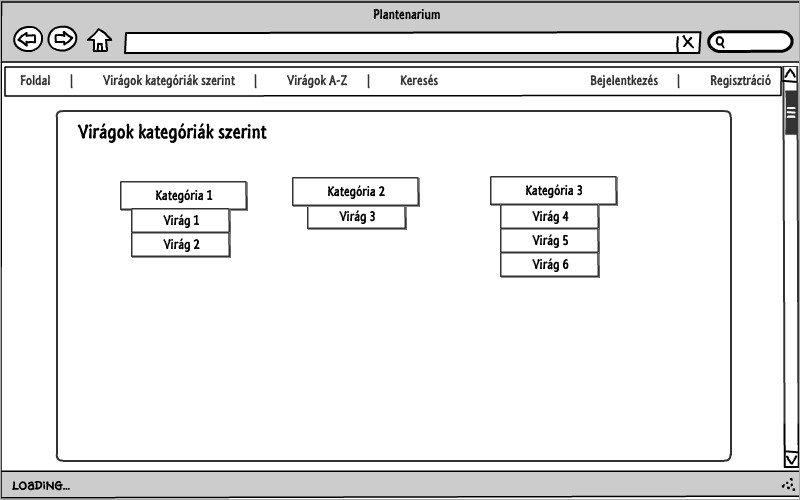 Plantenarium
X
Foldal | Virágok kategóriák szerint | Virágok A-Z | Keresés Bejelentkezés | Regisztráció
Virágok kategóriák szerint
Kategória 1
Virág 1
Virág 2
Kategória 2
Virág 3
Kategória 3
Virág 4
Virág 5
Virág 6
LOADING...